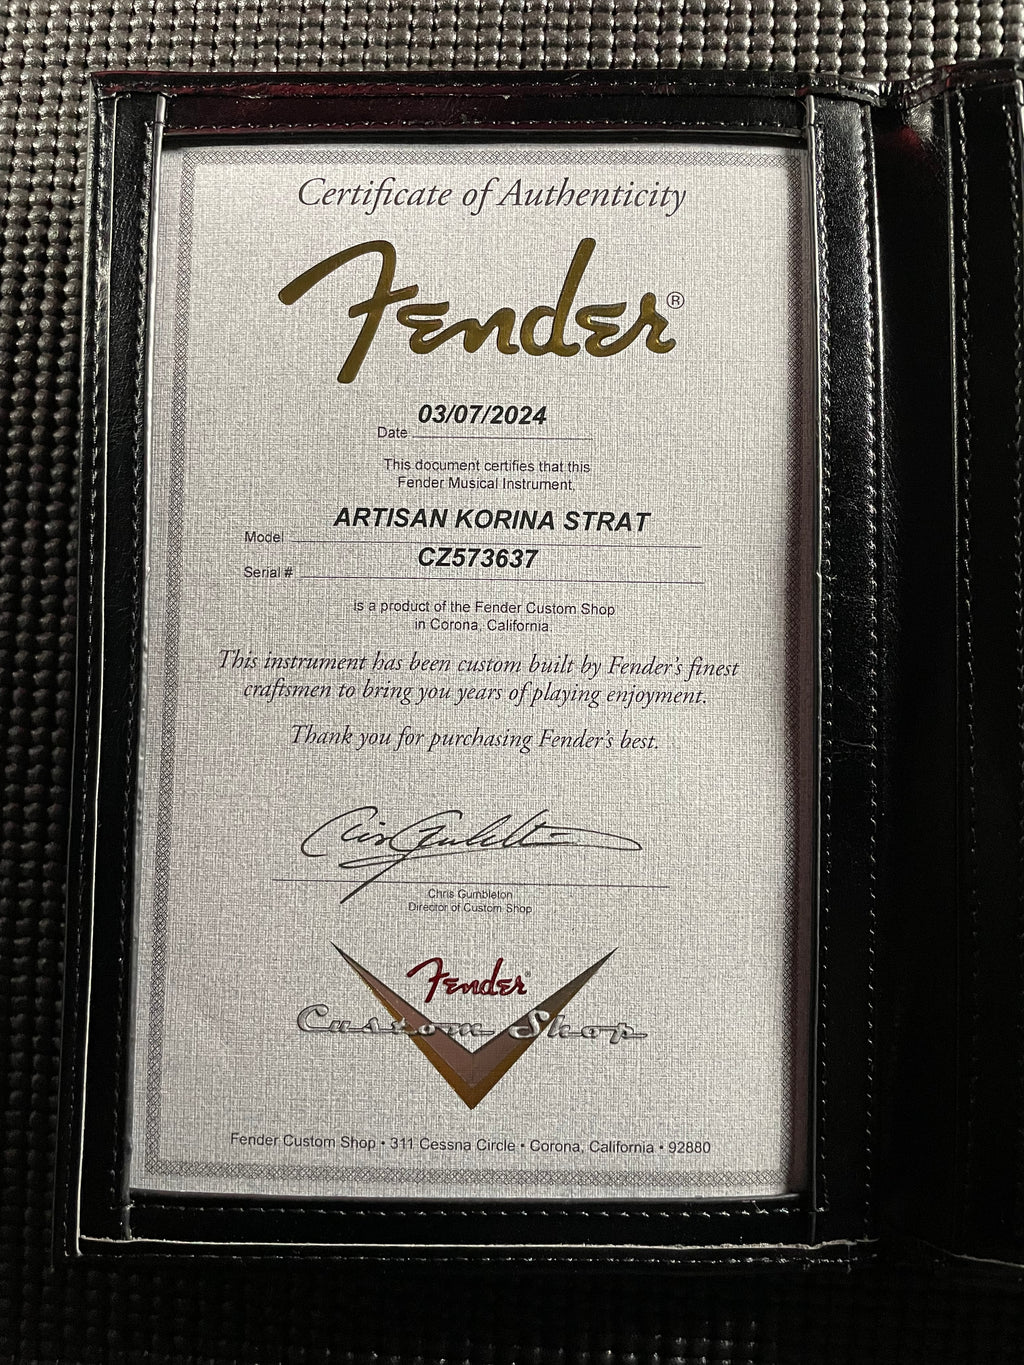 Certificate of Authenticity
Fender®
03/07/2024
Date
This document certifies that this
Fender Musical Instrument,
ARTISAN KORINA STRAT
Model
CZ573637
Serial #
is a product of the Fender Custom Shop
in Corona, California.
This instrument has been custom built by Fender's finest
craftsmen to bring you years of playing enjoyment.
Thank you for purchasing Fender's best.
Chris Gumbleton
Chris Gumbleton
Director of Custom Shop
Fender®
Custom Shop
Fender Custom Shop • 311 Cessna Circle • Corona, California • 92880